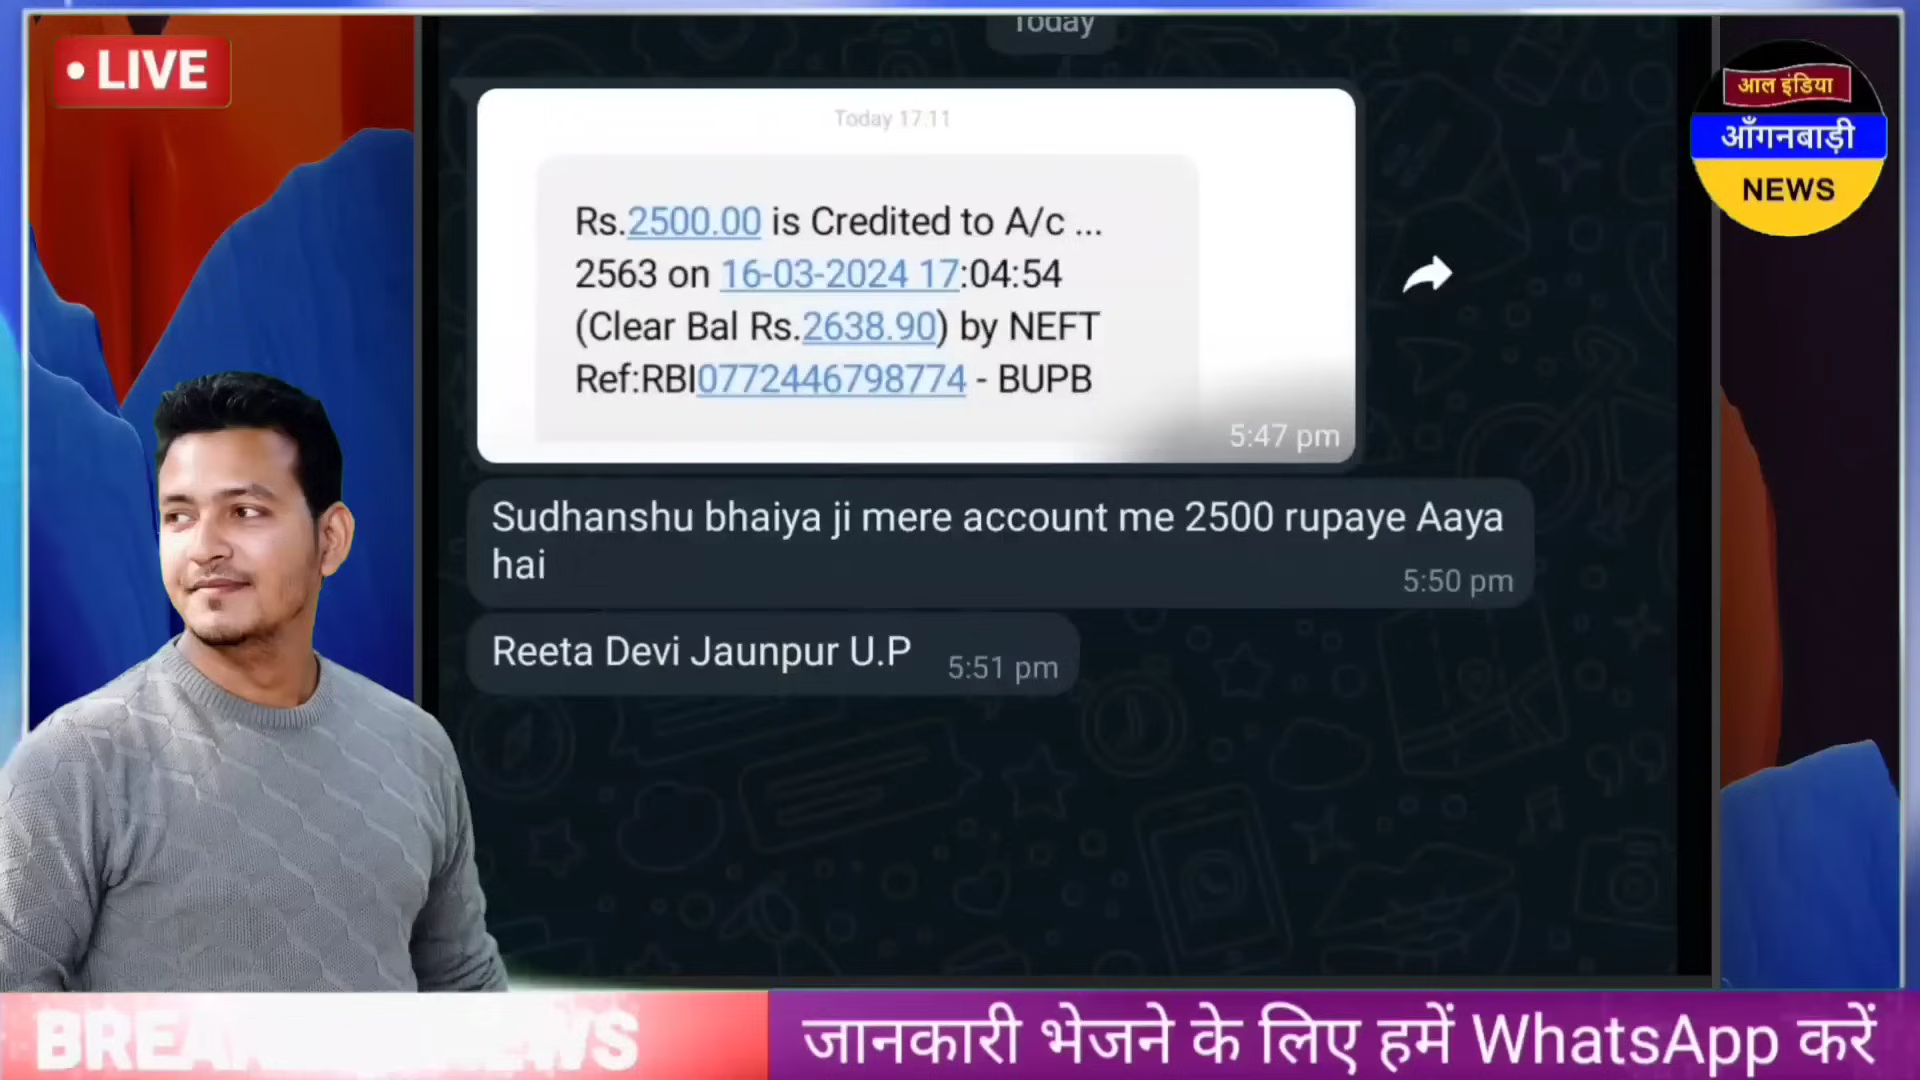 • LIVE
Today
आल इंडिया
आँगनबाड़ी
NEWS
Today 17:11
Rs.2500.00 is Credited to A/c ...
2563 on 16-03-2024 17:04:54
(Clear Bal Rs.2638.90) by NEFT
Ref:RBI0772446798774 - BUPB
5:47 pm
Sudhanshu bhaiya ji mere account me 2500 rupaye Aaya
hai
5:50 pm
Reeta Devi Jaunpur U.P 5:51 pm
BREAKING NEWS
जानकारी भेजने के लिए हमें WhatsApp करें